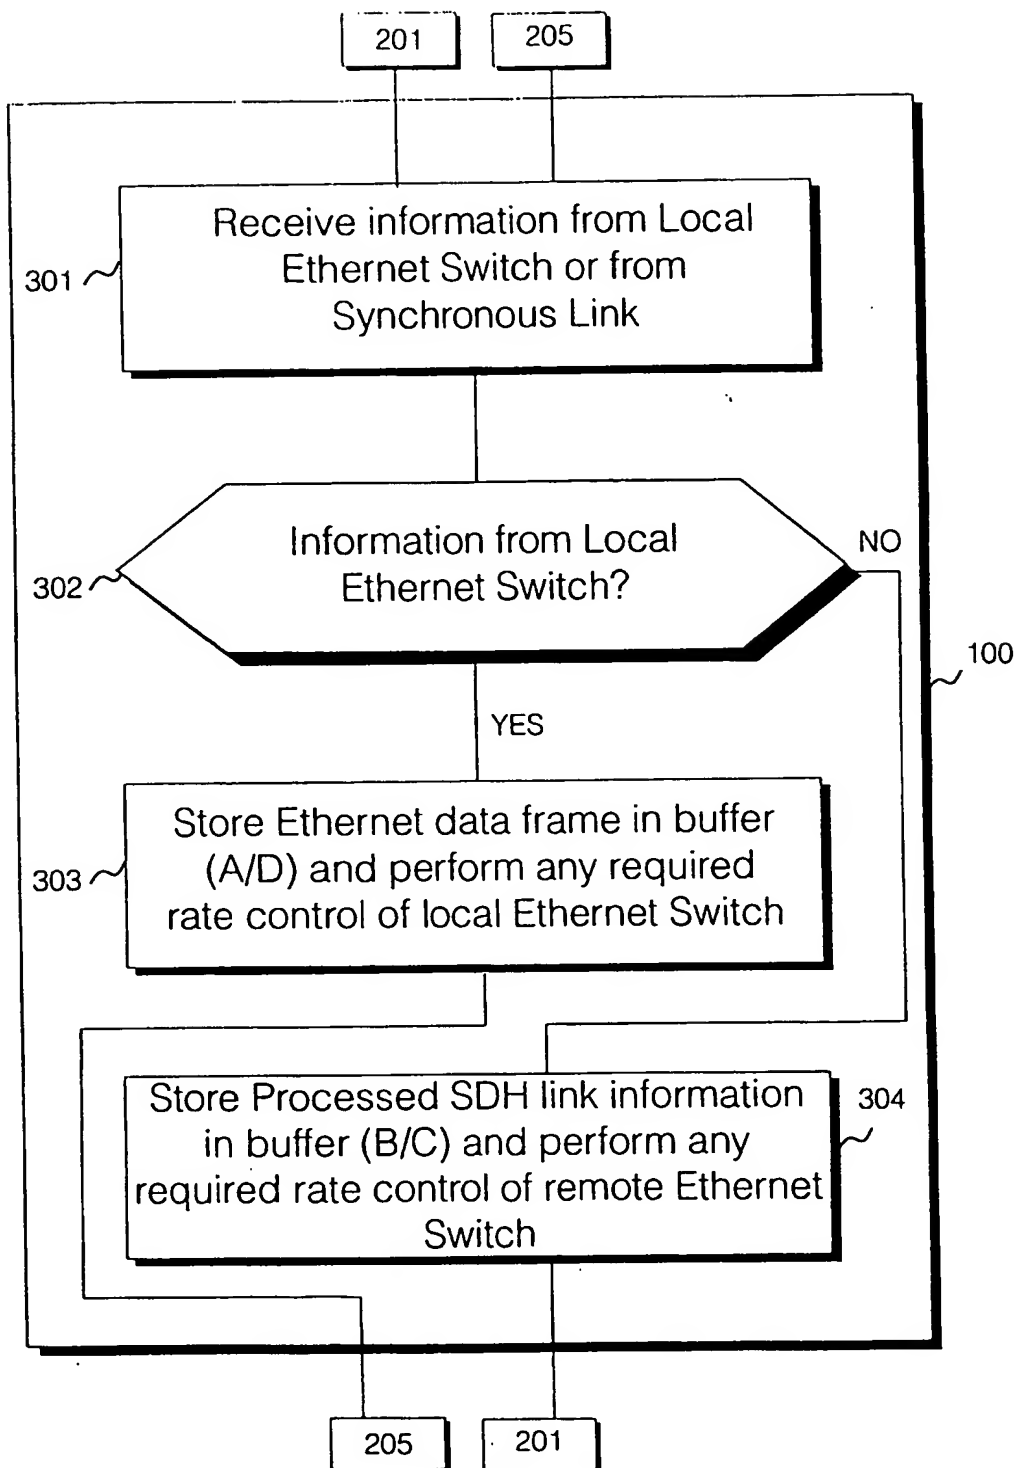 201
205
Receive information from Local
Ethernet Switch or from
Synchronous Link
301
Information from Local
Ethernet Switch?
NO
302
100
YES
Store Ethernet data frame in buffer
(A/D) and perform any required
rate control of local Ethernet Switch
303
Store Processed SDH link information
in buffer (B/C) and perform any
required rate control of remote Ethernet
Switch
304
205
201